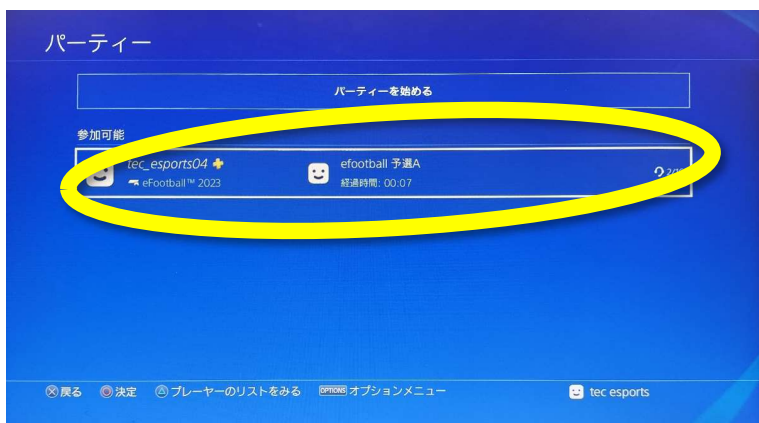 パーティー
パーティーを始める
参加可能
tec_esports04
efootball 予選A
eFootball™ 2023
経過時間: 00:07
戻る 決定 プレーヤーのリストをみる OPTIONS オプションメニュー tec esports